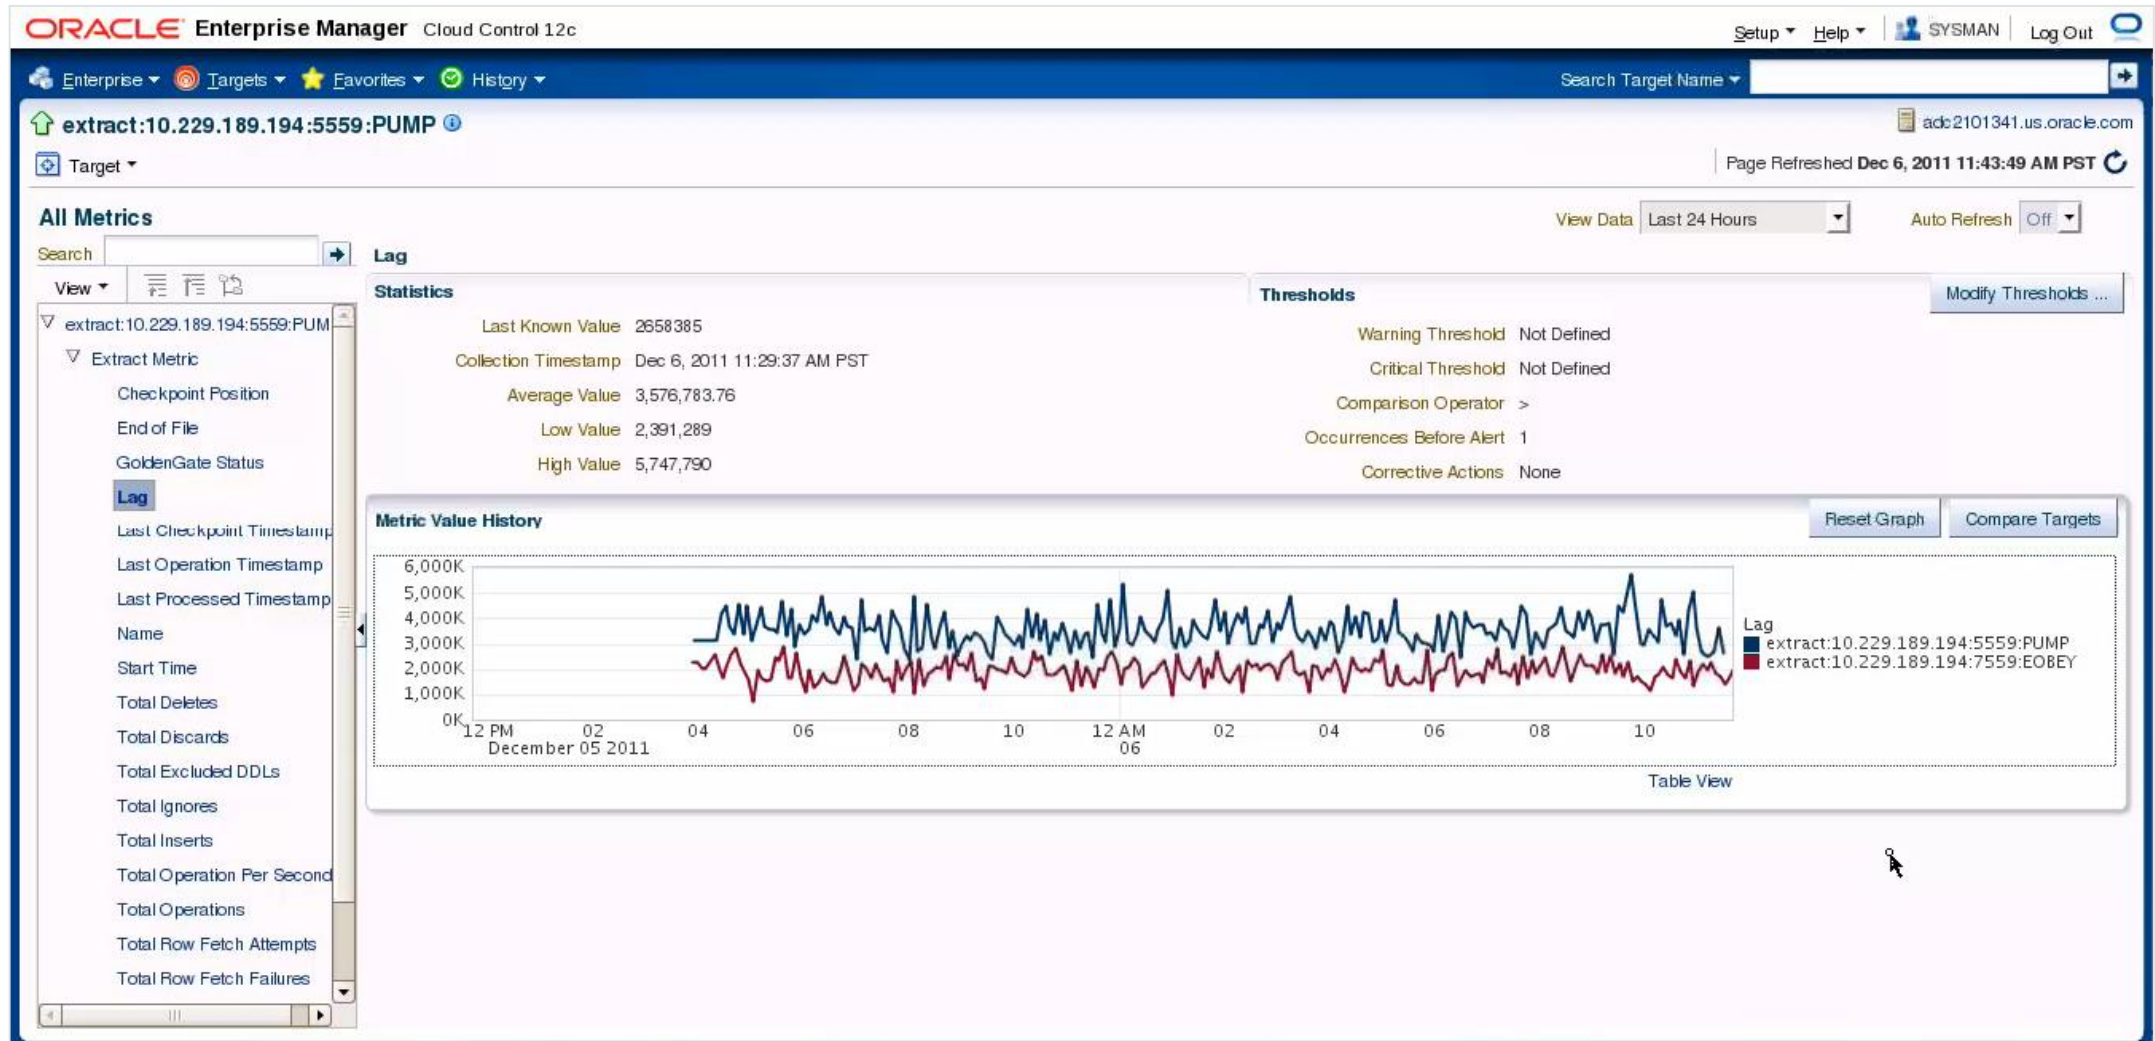 ORACLE Enterprise Manager Cloud Control 12c
Setup Help SYSMAN Log Out
Enterprise Targets Favorites History Search Target Name
extract:10.229.189.194:5559:PUMP
adc2101341.us.oracle.com
Target
Page Refreshed Dec 6, 2011 11:43:49 AM PST
All Metrics
View Data Last 24 Hours Auto Refresh Off
Search
View
extract:10.229.189.194:5559:PUM
Extract Metric
Checkpoint Position
End of File
GoldenGate Status
Lag
Last Checkpoint Timestamp
Last Operation Timestamp
Last Processed Timestamp
Name
Start Time
Total Deletes
Total Discards
Total Excluded DDLs
Total Ignores
Total Inserts
Total Operation Per Second
Total Operations
Total Row Fetch Attempts
Total Row Fetch Failures
Lag
Statistics
Last Known Value 2658385
Collection Timestamp Dec 6, 2011 11:29:37 AM PST
Average Value 3,576,783.76
Low Value 2,391,289
High Value 5,747,790
Thresholds
Modify Thresholds ...
Warning Threshold Not Defined
Critical Threshold Not Defined
Comparison Operator >
Occurrences Before Alert 1
Corrective Actions None
Metric Value History
Reset Graph Compare Targets
6,000K
5,000K
4,000K
3,000K
2,000K
1,000K
0K
12 PM 02 04 06 08 10 12 AM 02 04 06 08 10
December 05 2011 06
Lag
extract:10.229.189.194:5559:PUMP
extract:10.229.189.194:7559:EOBEY
Table View